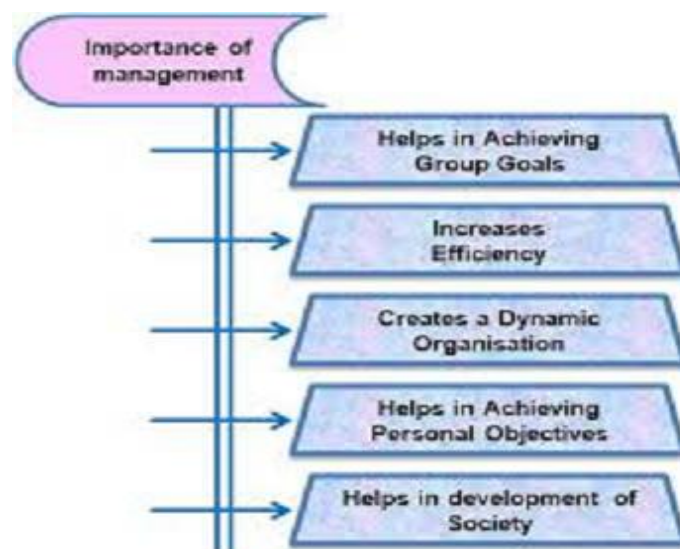 Importance of
management
Helps in Achieving
Group Goals
Increases
Efficiency
Creates a Dynamic
Organisation
Helps in Achieving
Personal Objectives
Helps in development of
Society